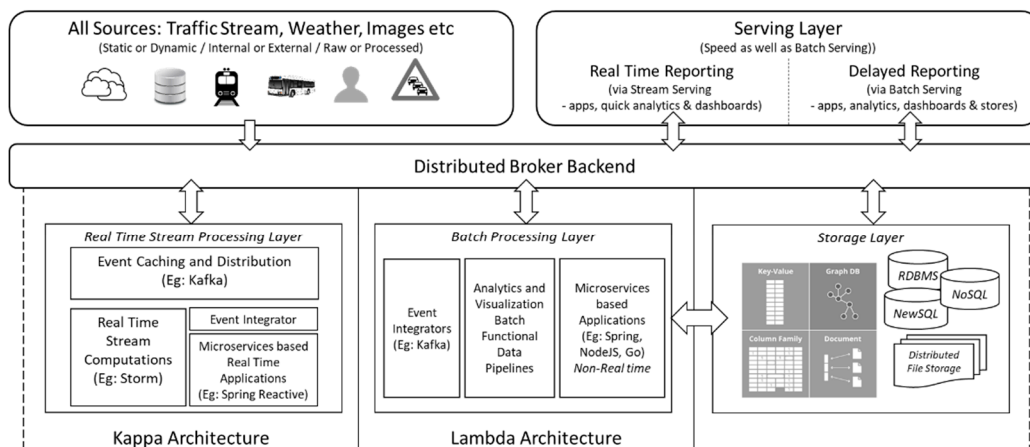 All Sources: Traffic Stream, Weather, Images etc
(Static or Dynamic / Internal or External / Raw or Processed)
Serving Layer
(Speed as well as Batch Serving))
Real Time Reporting
(via Stream Serving
- apps, quick analytics & dashboards)
Delayed Reporting
(via Batch Serving
- apps, analytics, dashboards & stores)
Distributed Broker Backend
Real Time Stream Processing Layer
Event Caching and Distribution
(Eg: Kafka)
Real Time
Stream
Computations
(Eg: Storm)
Event Integrator
Microservices based
Real Time
Applications
(Eg: Spring Reactive)
Kappa Architecture
Batch Processing Layer
Event
Integrators
(Eg: Kafka)
Analytics and
Visualization
Batch
Functional
Data
Pipelines
Microservices
based
Applications
(Eg: Spring,
NodeJS, Go)
Non-Real time
Lambda Architecture
Storage Layer
Key-Value
Graph DB
Column Family
Document
RDBMS
NoSQL
NewSQL
Distributed
File Storage